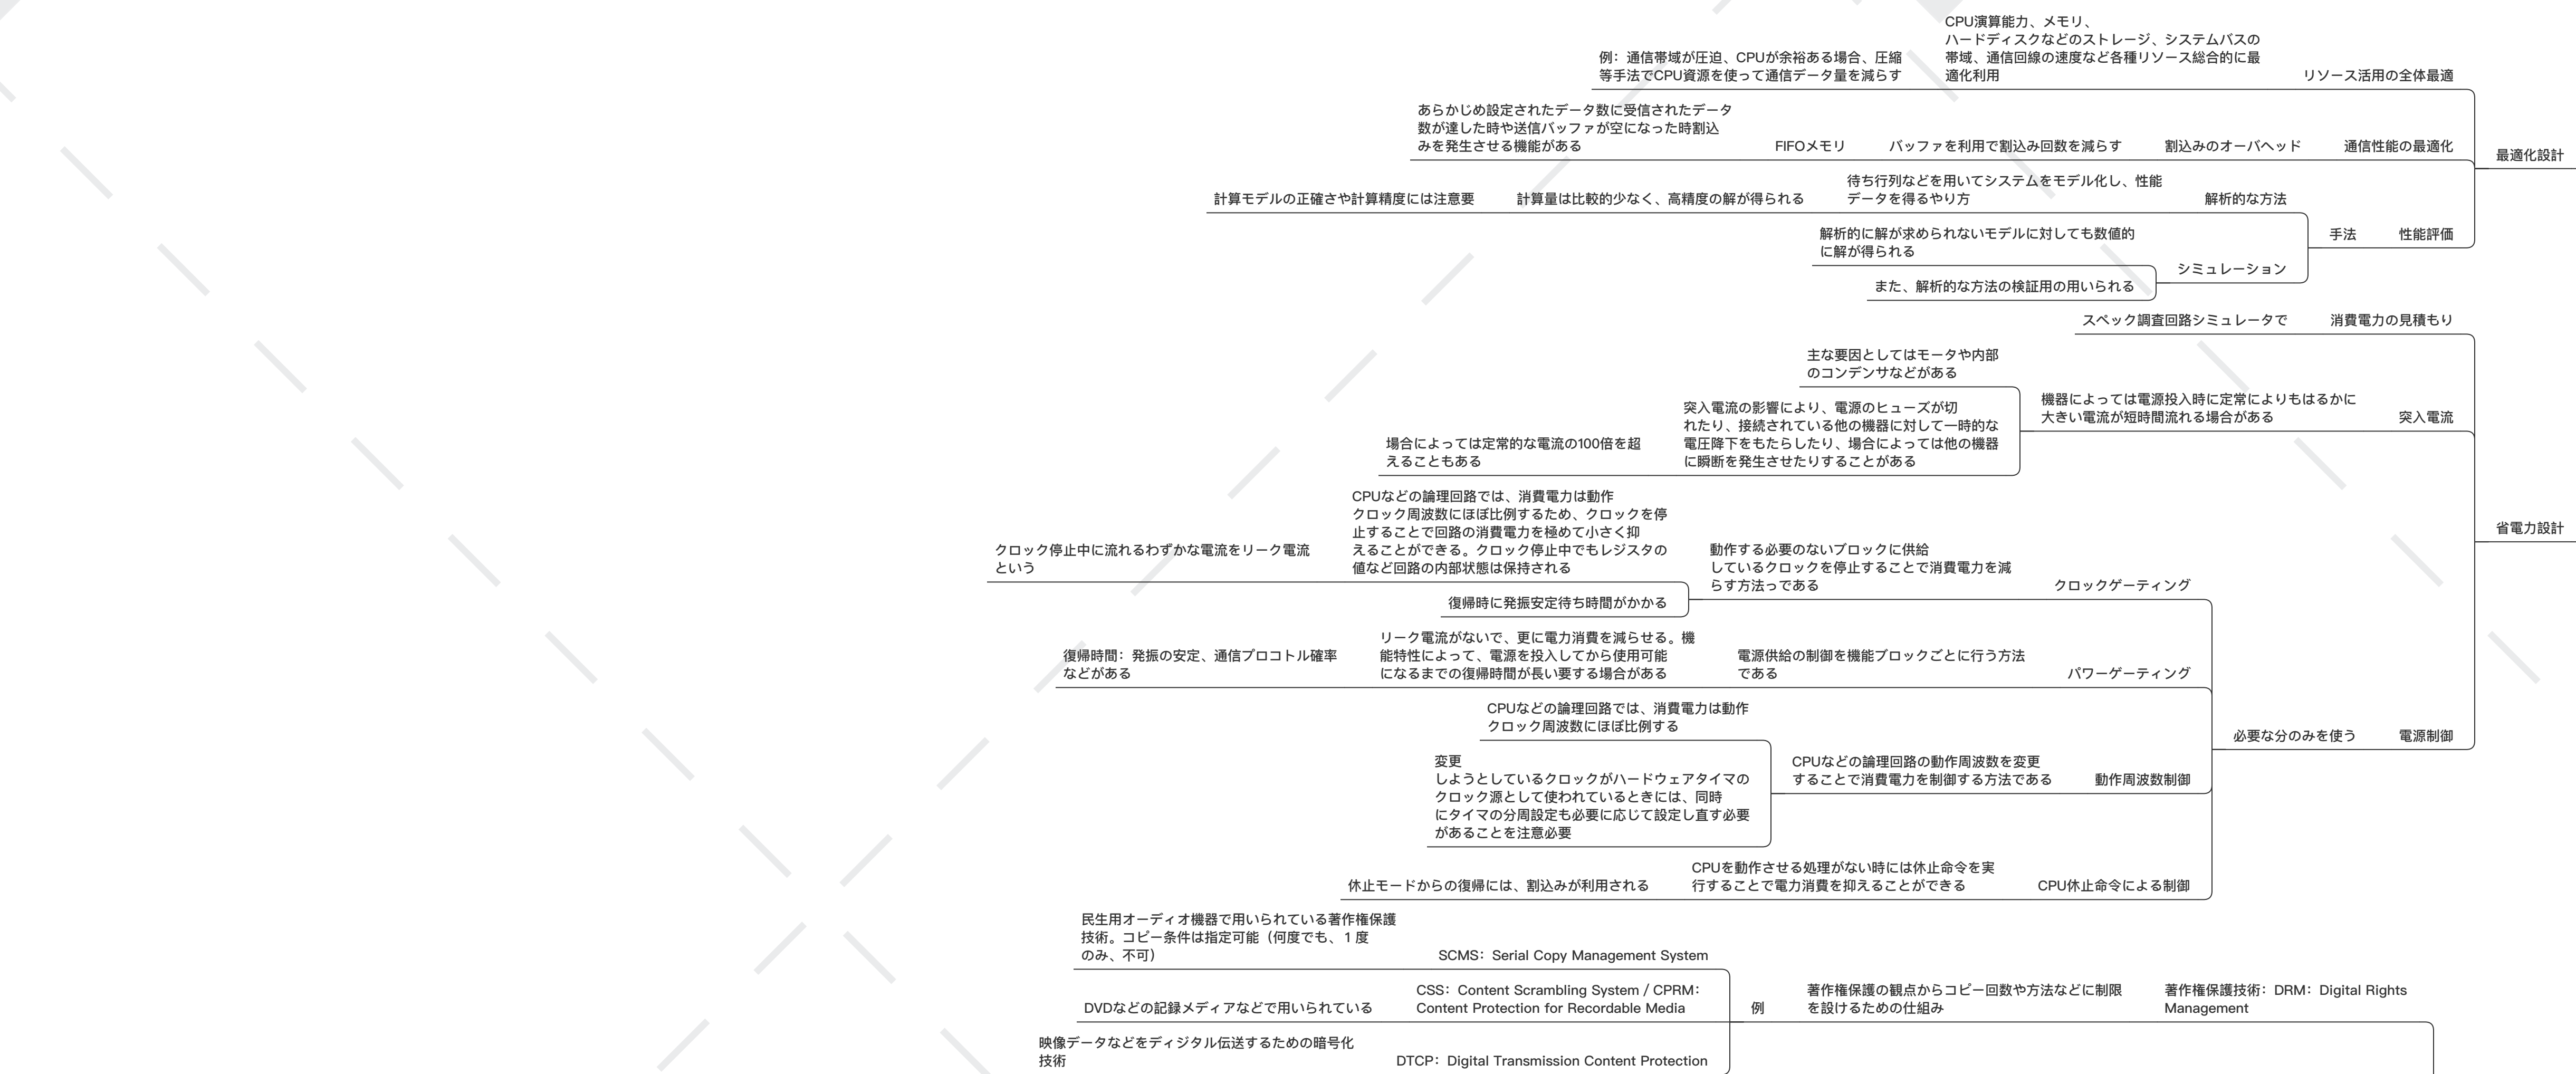 CPU演算能力、メモリ、
ハードディスクなどのストレージ、システムバスの
帯域、通信回線の速度など各種リソース総合的に最
適化利用
例：通信帯域が圧迫、CPUが余裕ある場合、圧縮
等手法でCPU資源を使って通信データ量を減らす
リソース活用の全体最適
あらかじめ設定されたデータ数に受信されたデータ
数が達した時や送信バッファが空になった時割込
みを発生させる機能がある
FIFOメモリ
バッファを利用で割込み回数を減らす
割込みのオーバヘッド
通信性能の最適化
最適化設計
計算モデルの正確さや計算精度には注意要
計算量は比較的少なく、高精度の解が得られる
待ち行列などを用いてシステムをモデル化し、性能
データを得るやり方
解析的な方法
解析的に解が求められないモデルに対しても数値的
に解が得られる
手法
性能評価
シミュレーション
また、解析的な方法の検証用の用いられる
スペック調査回路シミュレータで
消費電力の見積もり
主な要因としてはモータや内部
のコンデンサなどがある
機器によっては電源投入時に定常によりもはるかに
大きい電流が短時間流れる場合がある
突入電流
突入電流の影響により、電源のヒューズが切
れたり、接続されている他の機器に対して一時的な
電圧降下をもたらしたり、場合によっては他の機器
に瞬断を発生させたりすることがある
場合によっては定常的な電流の100倍を超
えることもある
省電力設計
CPUなどの論理回路では、消費電力は動作
クロック周波数にほぼ比例するため、クロックを停
止することで回路の消費電力を極めて小さく抑
えることができる。クロック停止中でもレジスタの
値など回路の内部状態は保持される
クロック停止中に流れるわずかな電流をリーク電流
という
動作する必要のないブロックに供給
しているクロックを停止することで消費電力を減
らす方法っである
クロックゲーティング
復帰時に発振安定待ち時間がかかる
リーク電流がないで、更に電力消費を減らせる。機
能特性によって、電源を投入してから使用可能
になるまでの復帰時間が長い要する場合がある
復帰時間：発振の安定、通信プロコトル確率
などがある
電源供給の制御を機能ブロックごとに行う方法
である
パワーゲーティング
CPUなどの論理回路では、消費電力は動作
クロック周波数にほぼ比例する
必要な分のみを使う
電源制御
変更
しようとしているクロックがハードウェアタイマの
クロック源として使われているときには、同時
にタイマの分周設定も必要に応じて設定し直す必要
があることを注意必要
CPUなどの論理回路の動作周波数を変更
することで消費電力を制御する方法である
動作周波数制御
休止モードからの復帰には、割込みが利用される
CPUを動作させる処理がない時には休止命令を実
行することで電力消費を抑えることができる
CPU休止命令による制御
民生用オーディオ機器で用いられている著作権保護
技術。コピー条件は指定可能（何度でも、１度
のみ、不可）
SCMS：Serial Copy Management System
DVDなどの記録メディアなどで用いられている
CSS：Content Scrambling System / CPRM：
Content Protection for Recordable Media
例
著作権保護の観点からコピー回数や方法などに制限
を設けるための仕組み
著作権保護技術：DRM：Digital Rights
Management
映像データなどをディジタル伝送するための暗号化
技術
DTCP：Digital Transmission Content Protection